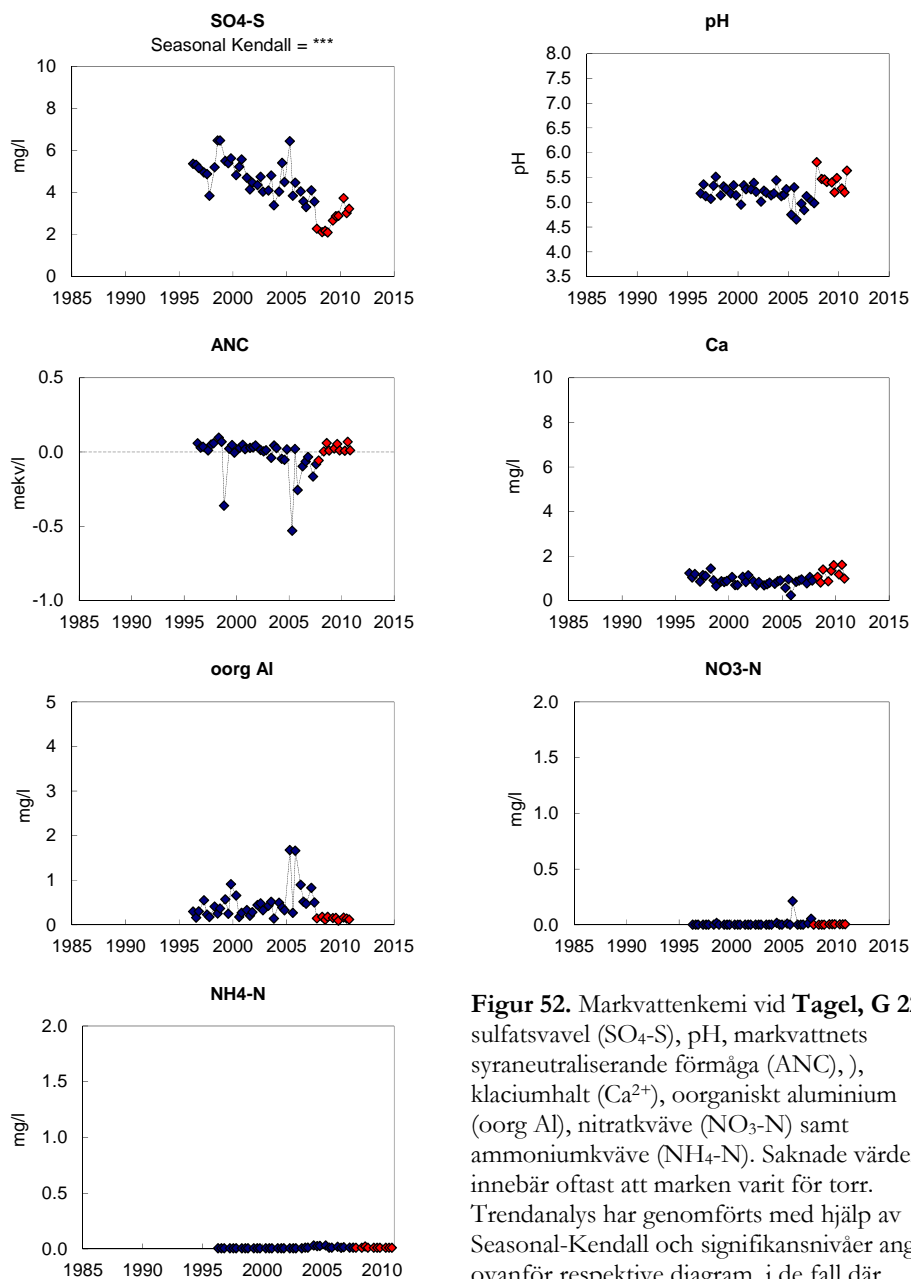 SO4-S
Seasonal Kendall = ***
10
8
6
4
2
0
mg/l
1985 1990 1995 2000 2005 2010 2015
pH
8.0
7.5
7.0
6.5
6.0
5.5
5.0
4.5
4.0
3.5
pH
1985 1990 1995 2000 2005 2010 2015
ANC
0.5
0.0
-0.5
-1.0
mekv/l
1985 1990 1995 2000 2005 2010 2015
Ca
10
8
6
4
2
0
mg/l
1985 1990 1995 2000 2005 2010 2015
oorg Al
5
4
3
2
1
0
mg/l
1985 1990 1995 2000 2005 2010 2015
NO3-N
2.0
1.5
1.0
0.5
0.0
mg/l
1985 1990 1995 2000 2005 2010 2015
NH4-N
2.0
1.5
1.0
0.5
0.0
mg/l
1985 1990 1995 2000 2005 2010
Figur 52. Markvattenkemi vid Tagel, G
sulfatsvavel (SO₄-S), pH, markvattnets
syraneutraliserande förmåga (ANC), ),
klaciumhalt (Ca²⁺), oorganiskt aluminium
(oorg Al), nitratkväve (NO₃-N) samt
ammoniumkväve (NH₄-N). Saknade värde
innebär oftast att marken varit för torr.
Trendanalys har genomförts med hjälp av
Seasonal-Kendall och signifikansnivåer ang
ovanför respektive diagram, i de fall där